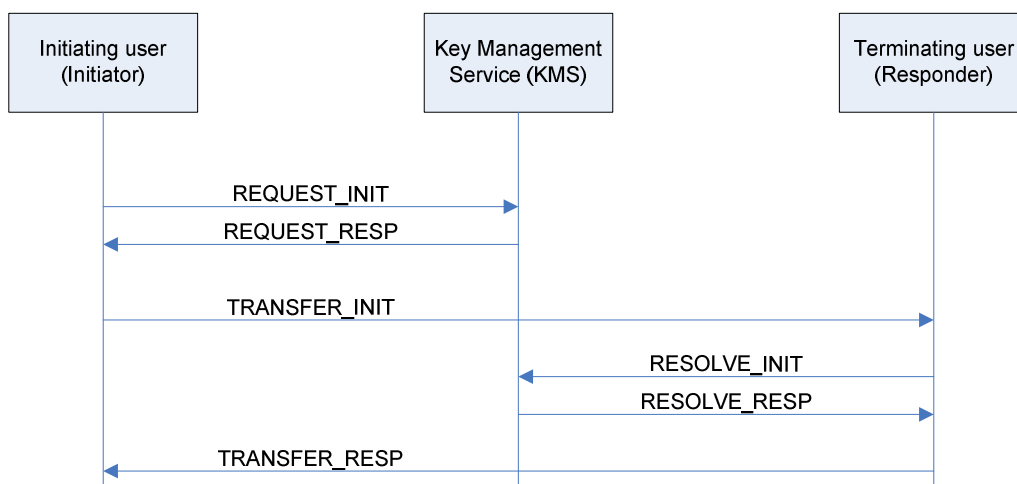 Initiating user
(Initiator)
Key Management
Service (KMS)
Terminating user
(Responder)
REQUEST_INIT
REQUEST_RESP
TRANSFER_INIT
RESOLVE_INIT
RESOLVE_RESP
TRANSFER_RESP